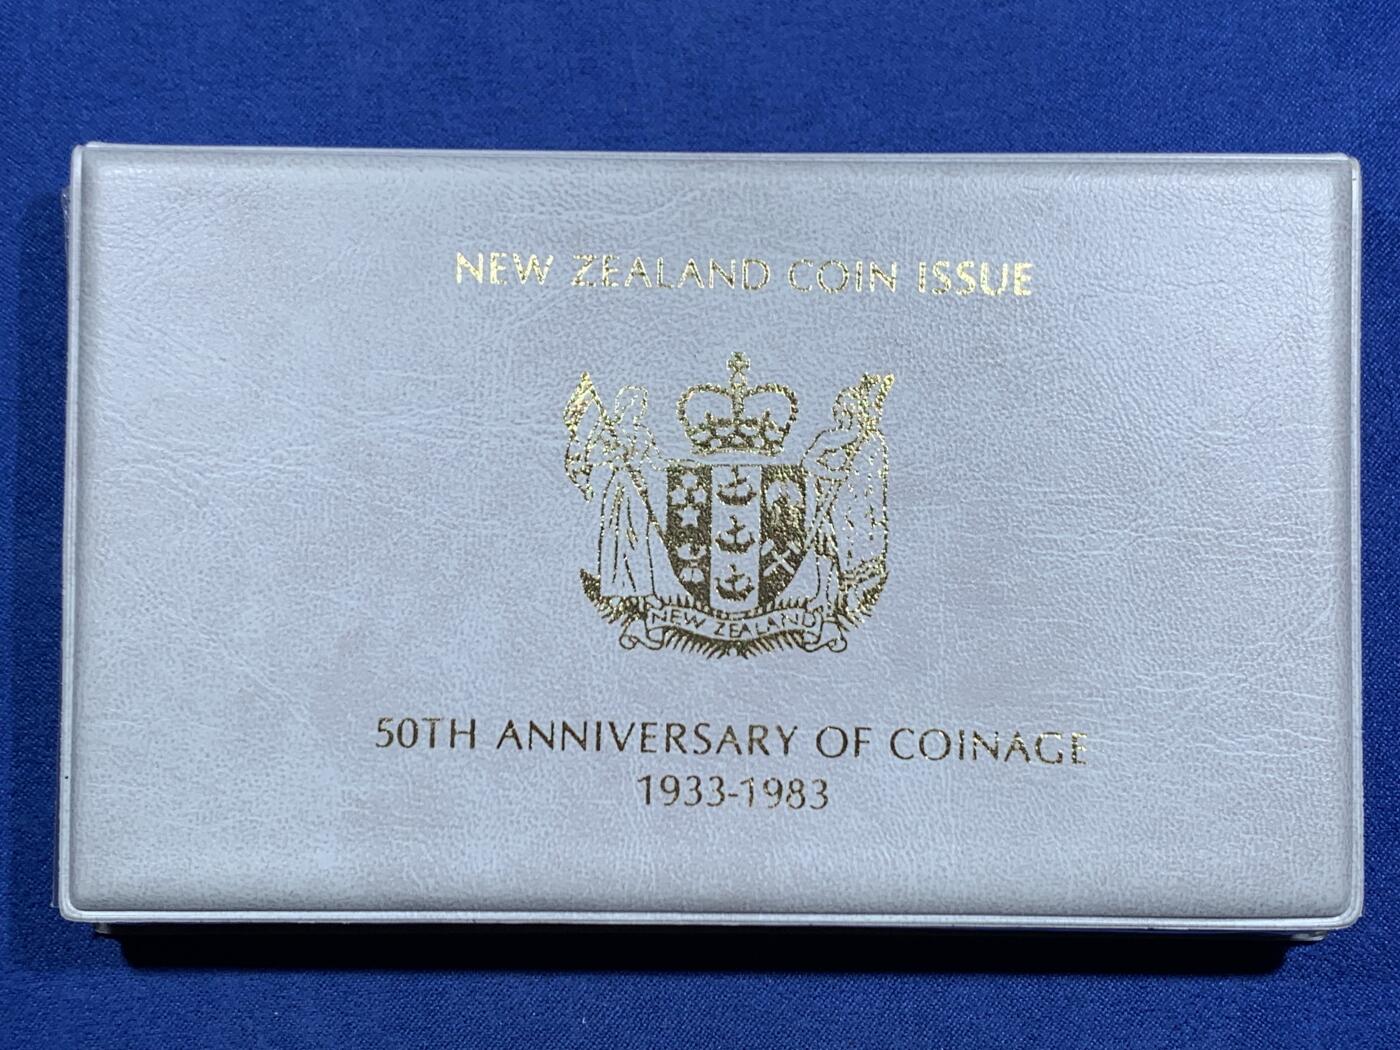 NEW ZEALAND COIN ISSUE
NEW ZEALAND
50TH ANNIVERSARY OF COINAGE
1933-1983